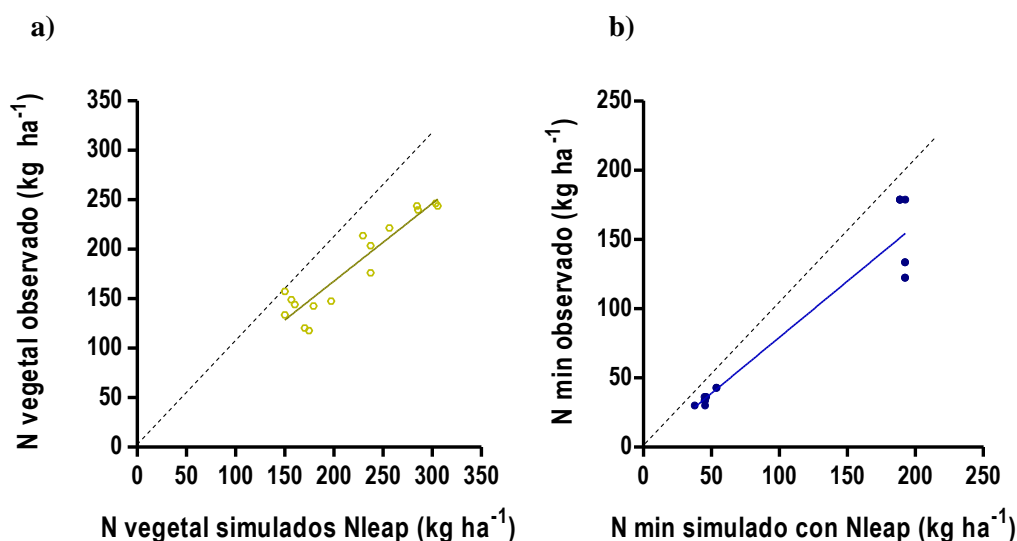 a)
N vegetal observado (kg ha-1)
350
300
250
200
150
100
50
0
0 50 100 150 200 250 300 350
N vegetal simulados Nleap (kg ha-1)
b)
N min observado (kg ha-1)
250
200
150
100
50
0
0 50 100 150 200 250
N min simulado con Nleap (kg ha-1)